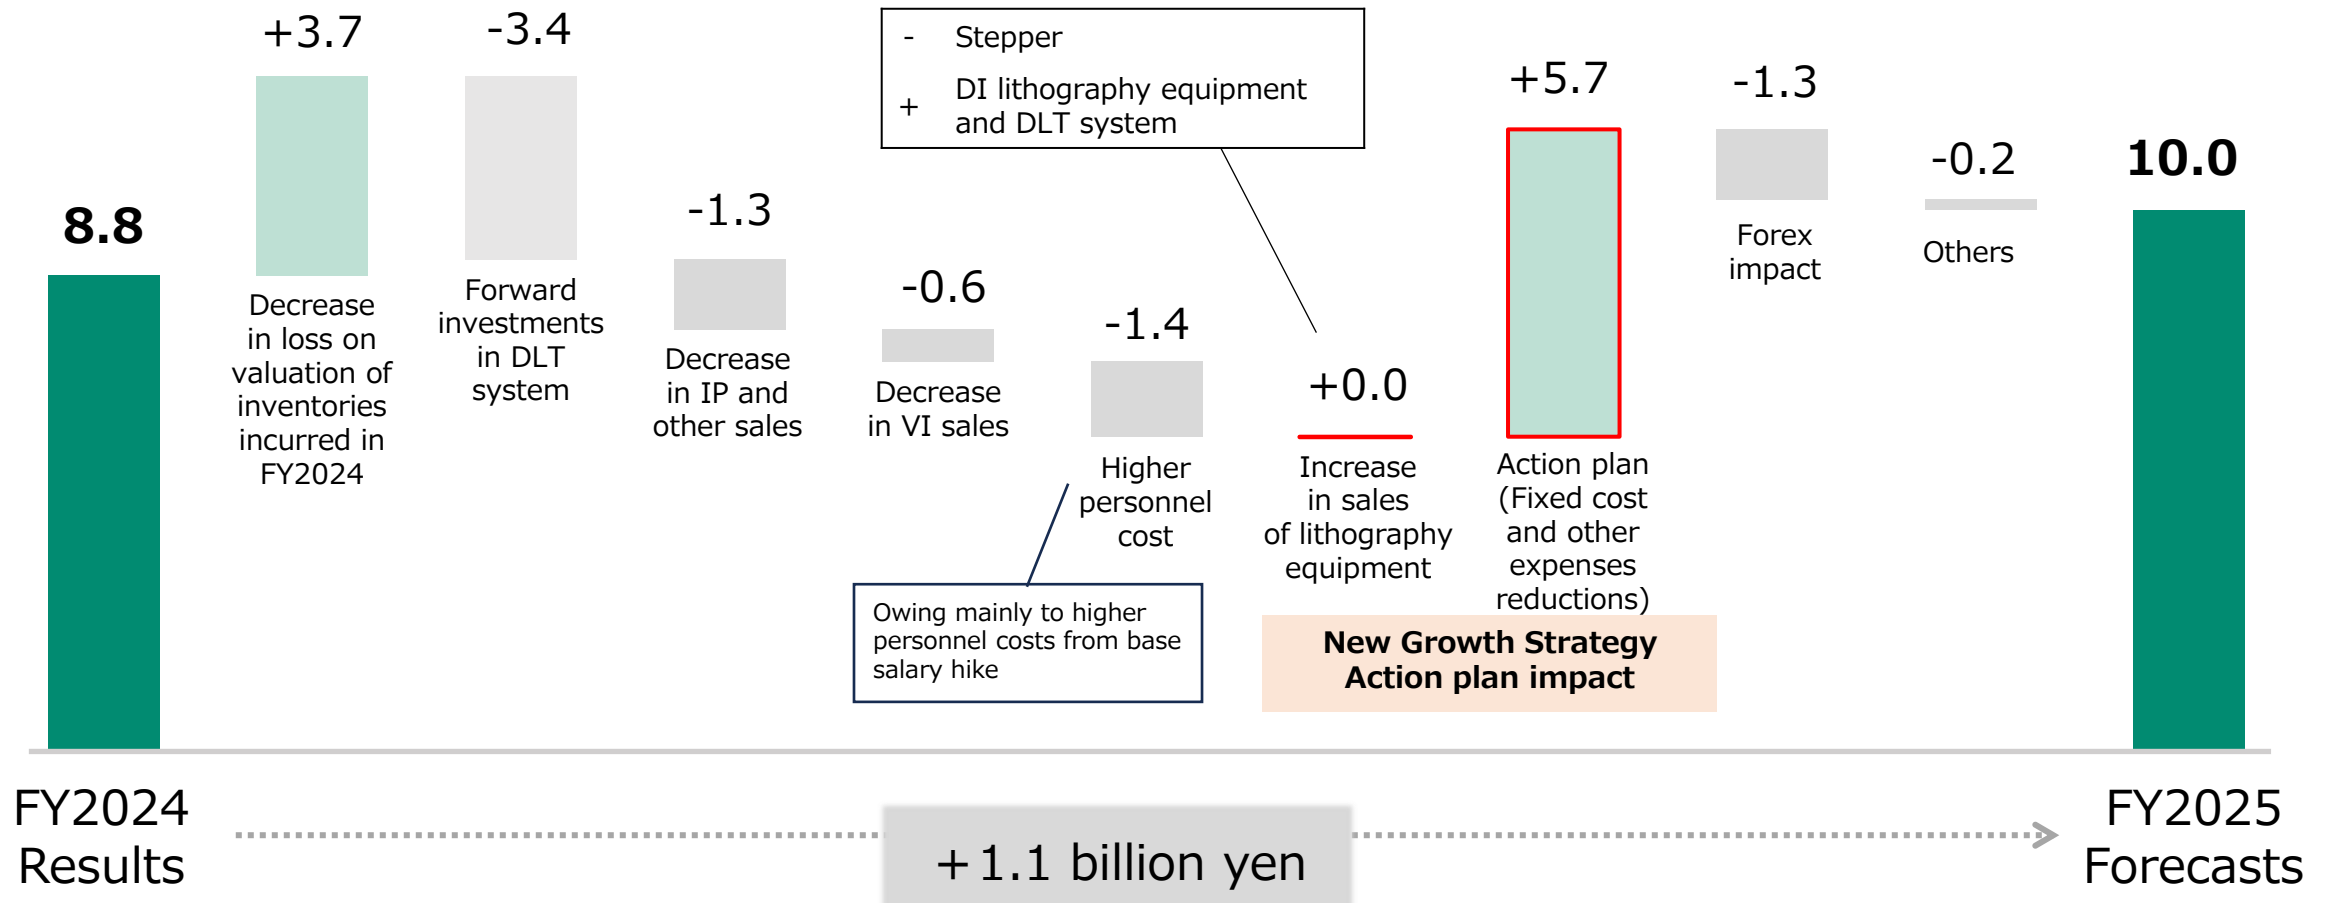 8.8
+3.7
Decrease
in loss on
valuation of
inventories
incurred in
FY2024
-3.4
Forward
investments
in DLT
system
-1.3
Decrease
in IP and
other sales
-0.6
Decrease
in VI sales
-1.4
Higher
personnel
cost
Owing mainly to higher
personnel costs from base
salary hike
- Stepper
+ DI lithography equipment
and DLT system
+0.0
Increase
in sales
of lithography
equipment
+5.7
Action plan
(Fixed cost
and other
expenses
reductions)
New Growth Strategy
Action plan impact
-1.3
Forex
impact
-0.2
Others
10.0
FY2024
Results
+1.1 billion yen
FY2025
Forecasts